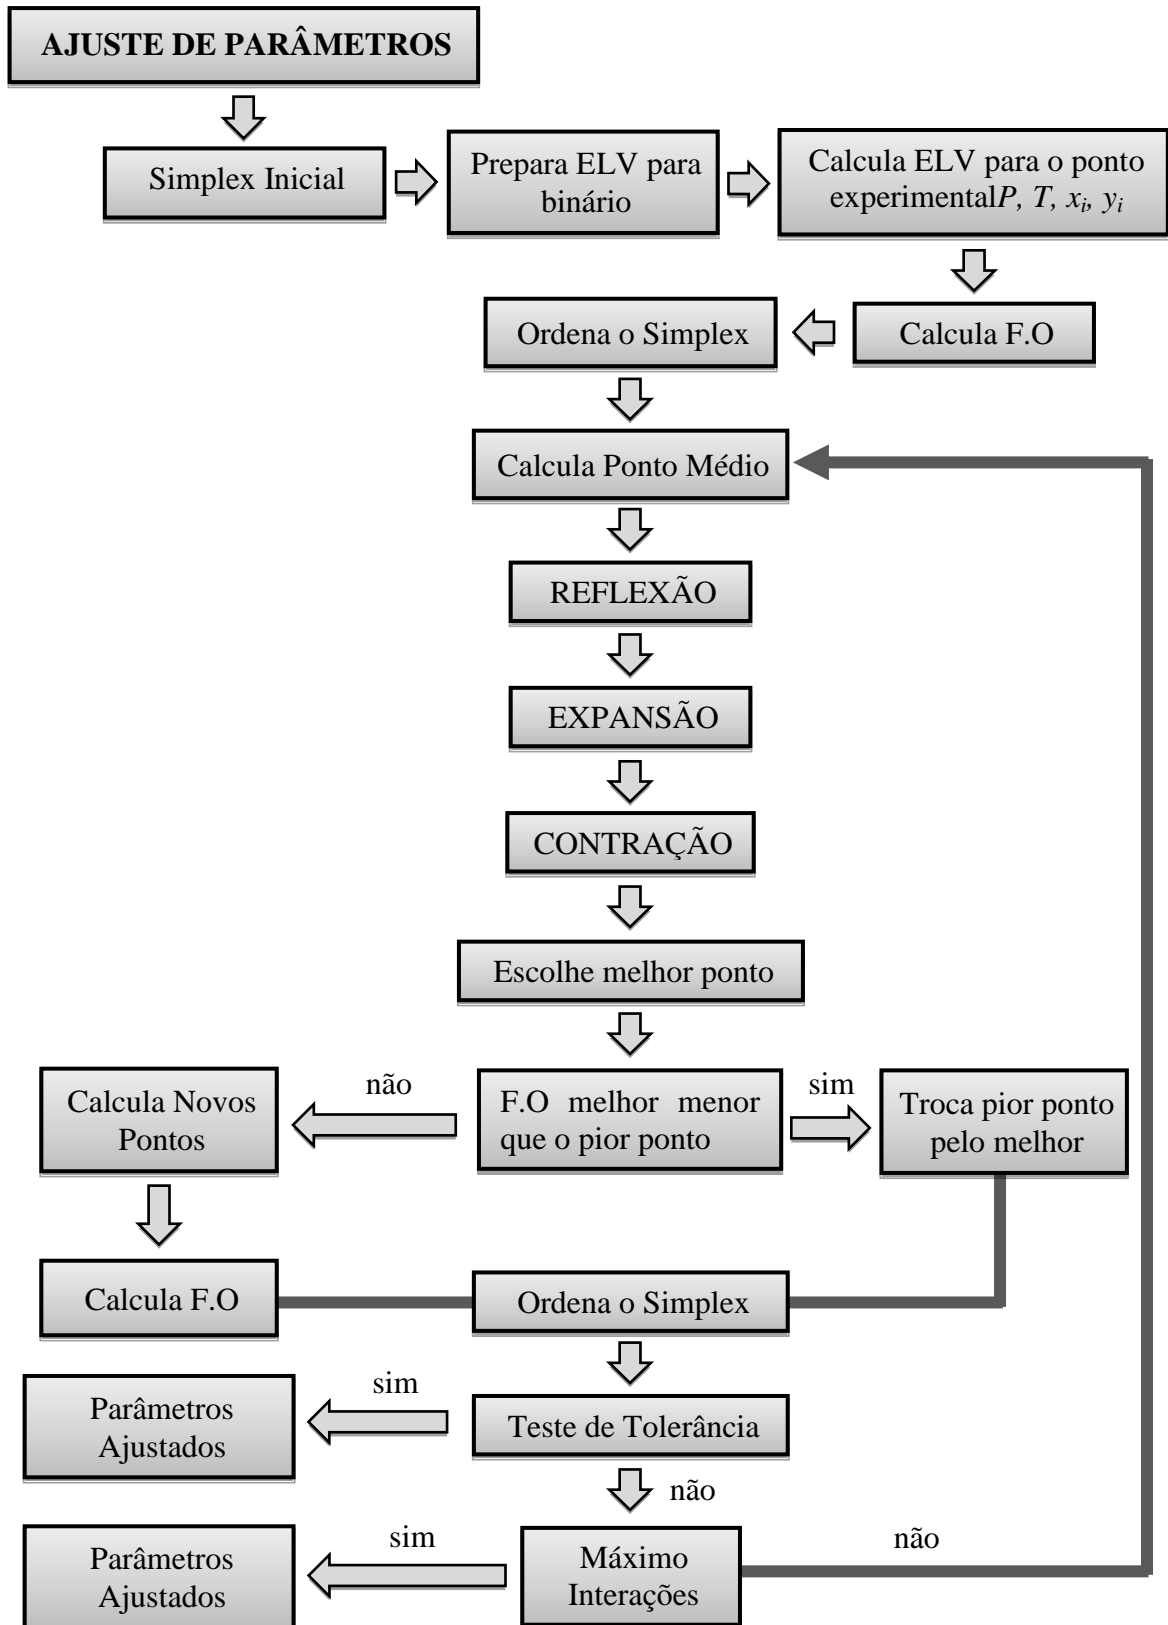 AJUSTE DE PARÂMETROS
Simplex Inicial
Prepara ELV para
binário
Calcula ELV para o ponto
experimentalP, T, xᵢ, yᵢ
Calcula F.O
Ordena o Simplex
Calcula Ponto Médio
REFLEXÃO
EXPANSÃO
CONTRAÇÃO
Escolhe melhor ponto
F.O melhor menor
que o pior ponto
não
sim
Calcula Novos
Pontos
Troca pior ponto
pelo melhor
Calcula F.O
Ordena o Simplex
Teste de Tolerância
sim
Parâmetros
Ajustados
não
Máximo
Interações
sim
não
Parâmetros
Ajustados